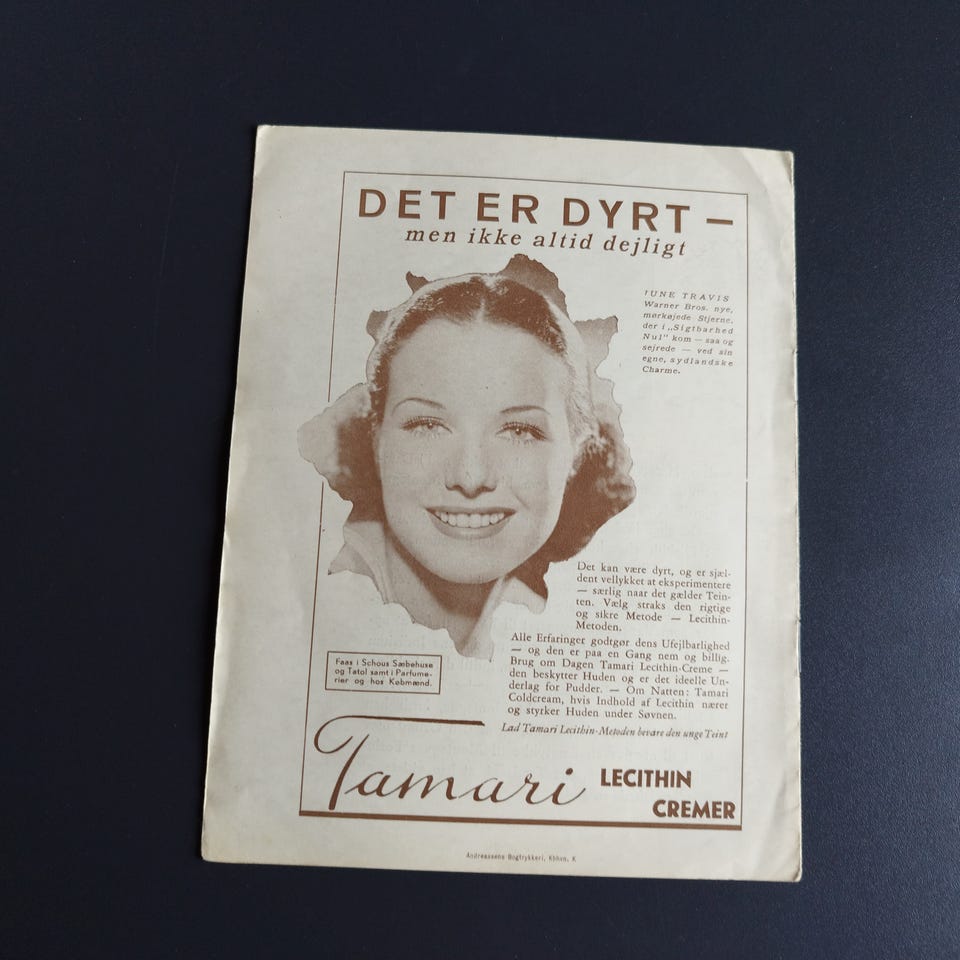 DET ER DYRT –
men ikke altid dejligt
JUNE TRAVIS
Warner Bros. nye,
mørkøjede Stjerne,
der i „Sigtbarhed
Nul" kom — saa og
sejrede — ved sin
egne, sydlandske
Charme.
Det kan være dyrt, og er sjæl-
dent vellykket at eksperimentere
— særlig naar det gælder Tein-
ten. Vælg straks den rigtige
og sikre Metode — Lecithin-
Metoden.
Alle Erfaringer godtgør dens Ufejlbarlighed
— og den er paa en Gang nem og billig.
Brug om Dagen Tamari Lecithin-Creme —
den beskytter Huden og er det ideelle Un-
derlag for Pudder. — Om Natten: Tamari
Coldcream, hvis Indhold af Lecithin nærer
og styrker Huden under Søvnen.
Lad Tamari Lecithin-Metoden bevare den unge Teint
Faas i Schous Sæbehuse
og Tatol samt i Parfume-
rier og hos Købmænd.
Tamari LECITHIN
CREMER
Andreassens Bogtrykkeri, Kbhvn. K